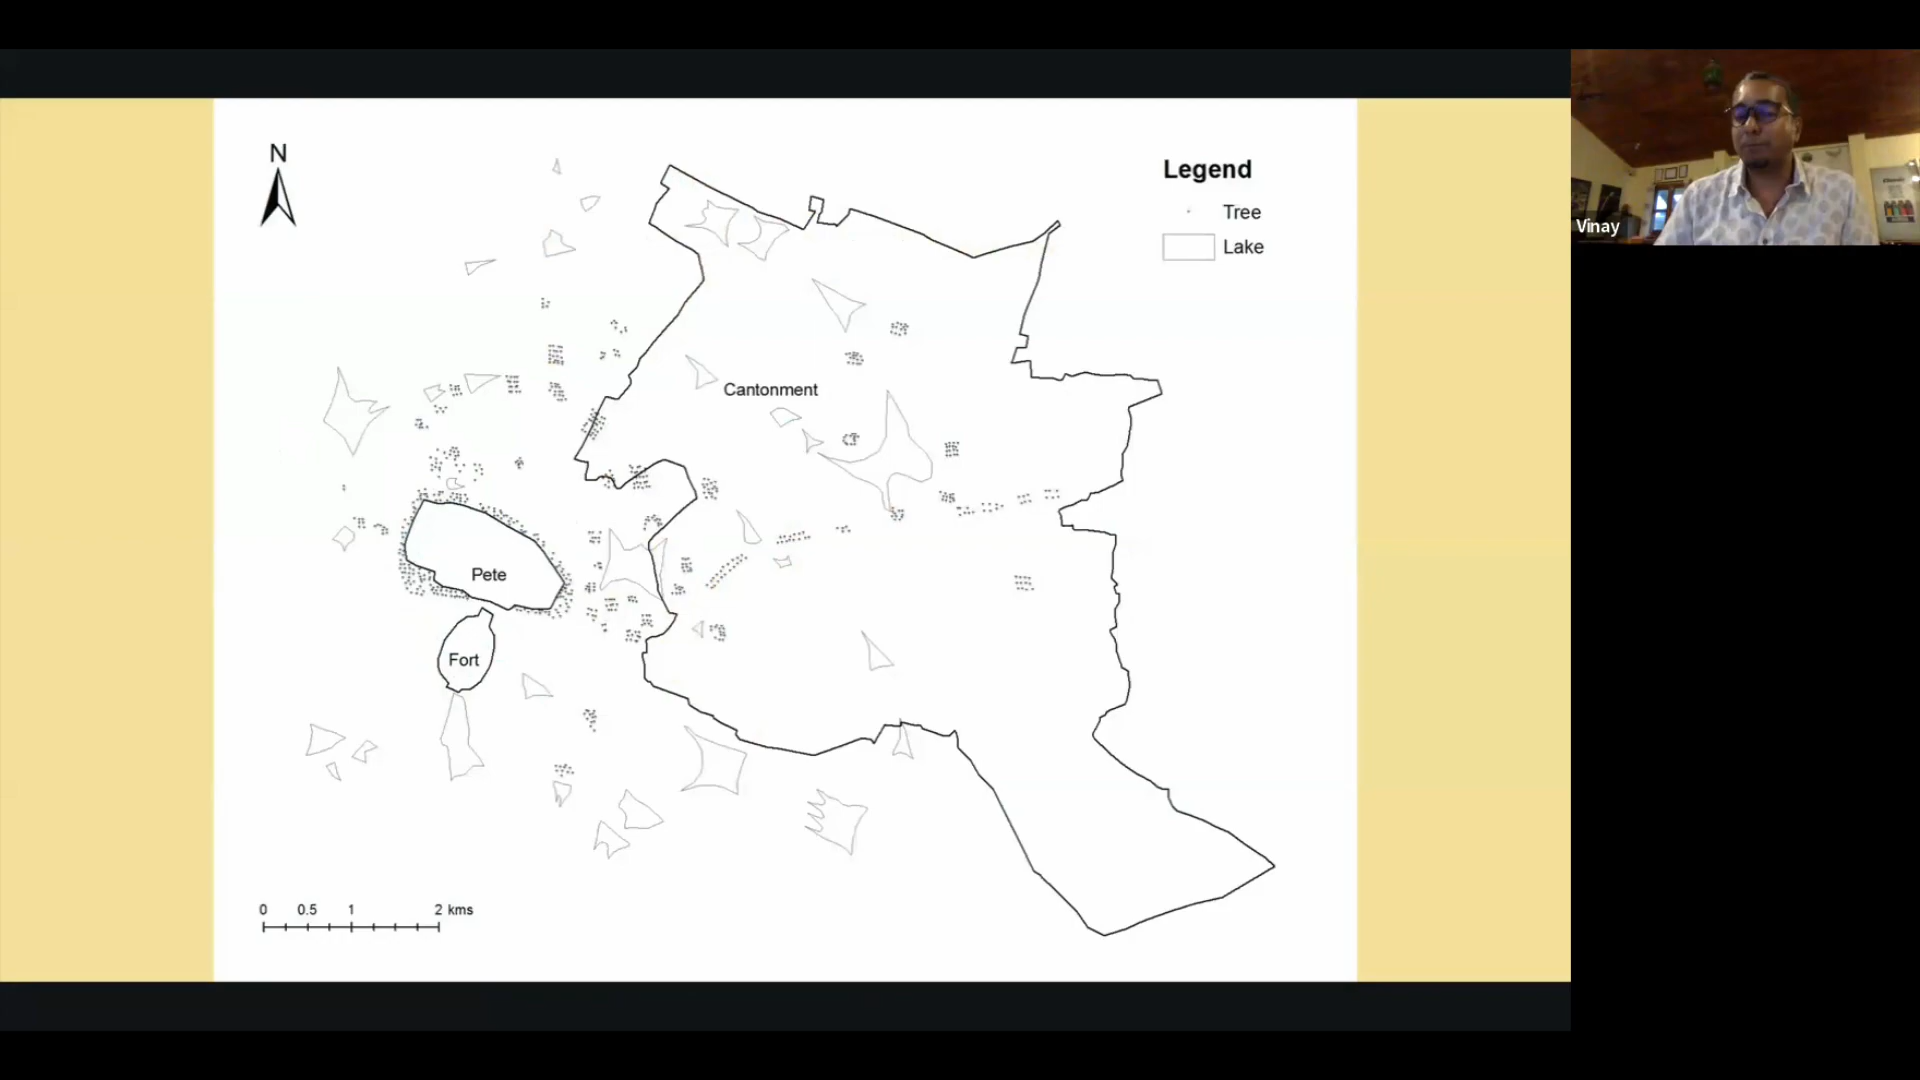 N
Legend
Tree
Lake
Cantonment
Pete
Fort
0 0.5 1 2 kms
Vinay